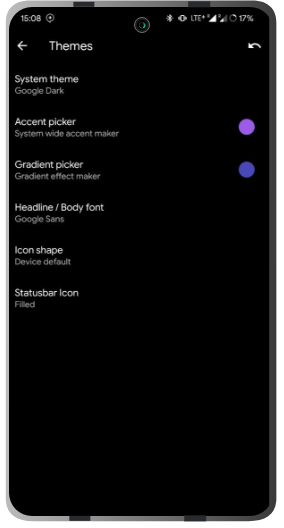 15:08 LTE+ 17%
Themes
System theme
Google Dark
Accent picker
System wide accent maker
Gradient picker
Gradient effect maker
Headline / Body font
Google Sans
Icon shape
Device default
Statusbar Icon
Filled